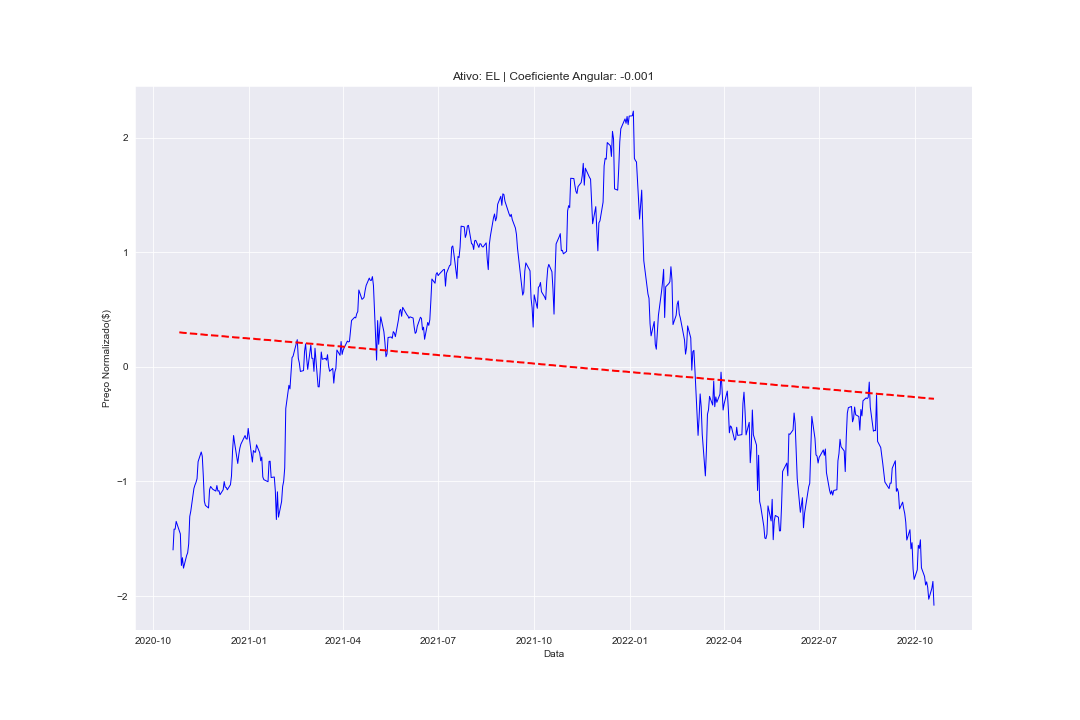 Ativo: EL | Coeficiente Angular: -0.001
Preço Normalizado($)
2
1
0
−1
−2
2020-10 2021-01 2021-04 2021-07 2021-10 2022-01 2022-04 2022-07 2022-10
Data